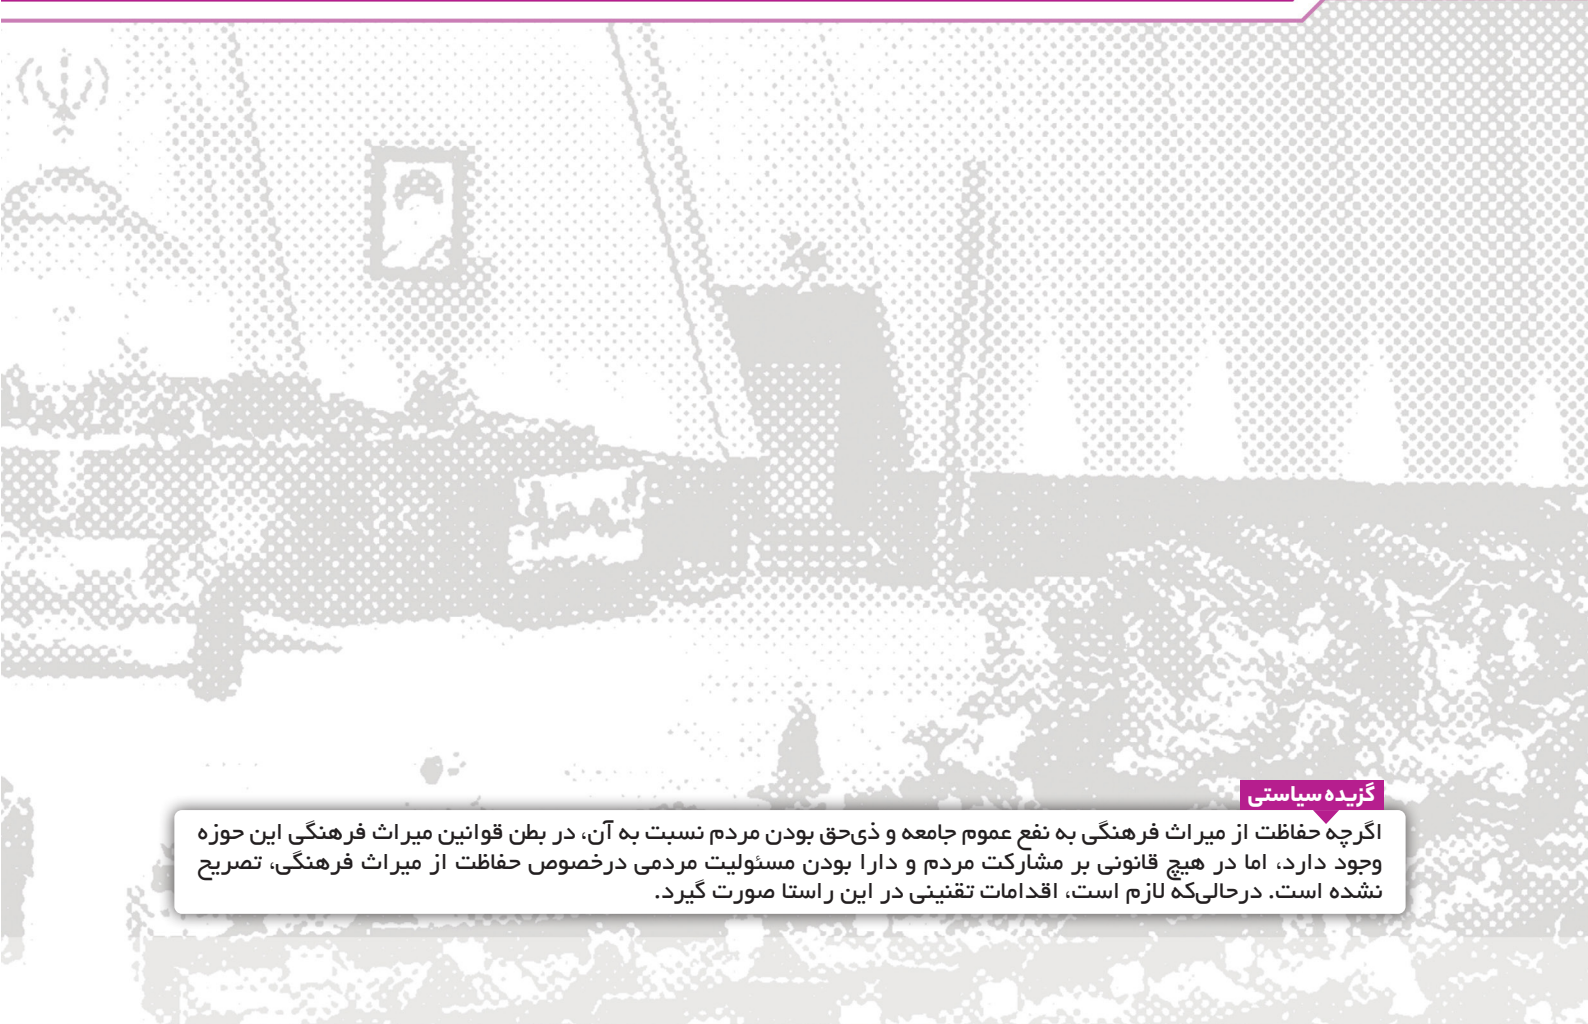 گزیده سیاستی
اگرچه حفاظت از میراث فرهنگی به نفع عموم جامعه و ذی‌حق بودن مردم نسبت به آن، در بطن قوانین میراث فرهنگی این حوزه
وجود دارد، اما در هیچ قانونی بر مشارکت مردم و دارا بودن مسئولیت مردمی درخصوص حفاظت از میراث فرهنگی، تصریح
نشده است. درحالی‌که لازم است، اقدامات تقنینی در این راستا صورت گیرد.